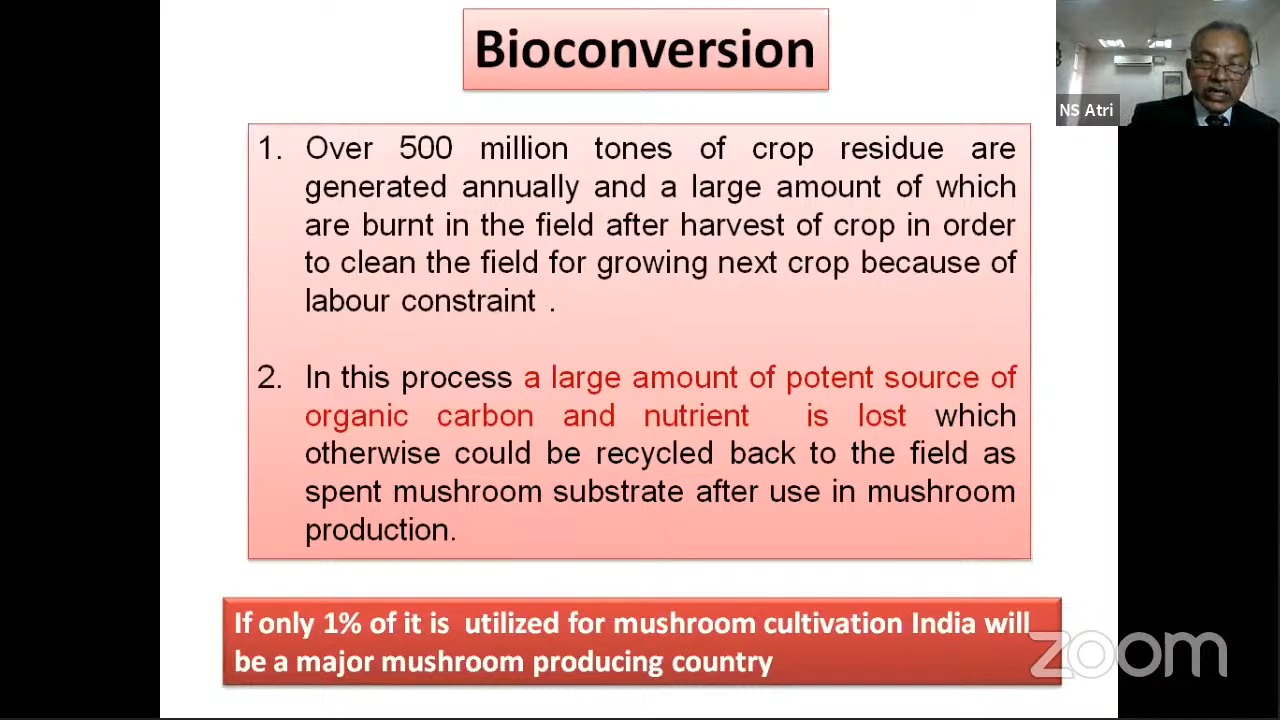 Bioconversion
NS Atri
1. Over 500 million tones of crop residue are
generated annually and a large amount of which
are burnt in the field after harvest of crop in order
to clean the field for growing next crop because of
labour constraint .
2. In this process a large amount of potent source of
organic carbon and nutrient is lost which
otherwise could be recycled back to the field as
spent mushroom substrate after use in mushroom
production.
If only 1% of it is utilized for mushroom cultivation India will
be a major mushroom producing country
zoom